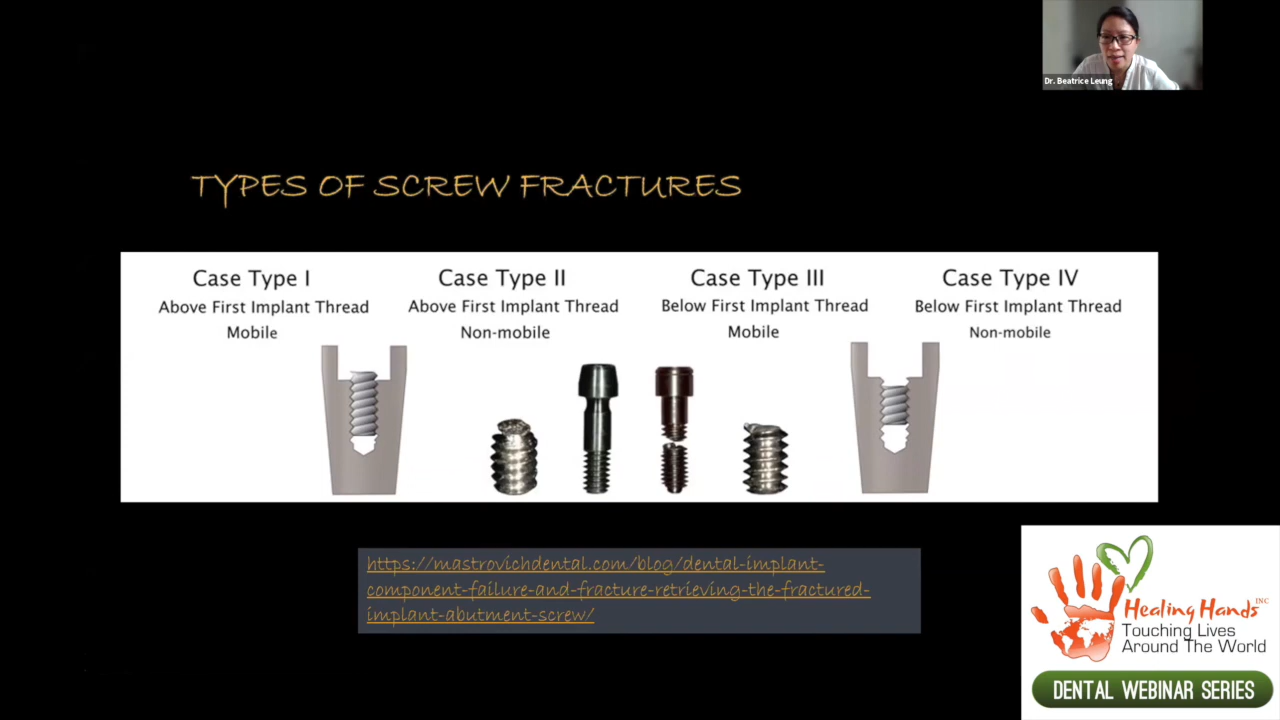 Dr. Beatrice Leung
TYPES OF SCREW FRACTURES
Case Type I
Above First Implant Thread
Mobile
Case Type II
Above First Implant Thread
Non-mobile
Case Type III
Below First Implant Thread
Mobile
Case Type IV
Below First Implant Thread
Non-mobile
https://mastrovichdental.com/blog/dental-implant-
component-failure-and-fracture-retrieving-the-fractured-
implant-abutment-screw/
Healing Hands INC
Touching Lives
Around The World
DENTAL WEBINAR SERIES